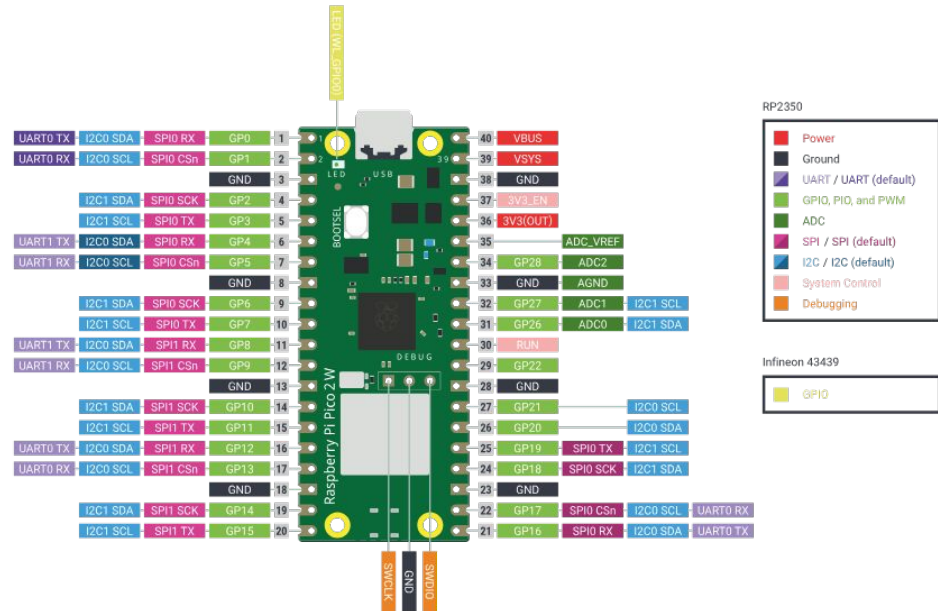 LED (WL_GPIO0)
UART0 TX I2C0 SDA SPI0 RX GP0 1 1 40 VBUS
UART0 RX I2C0 SCL SPI0 CSn GP1 2 2 39 39 VSYS
GND 3 LED USB 38 GND
I2C1 SDA SPI0 SCK GP2 4 37 3V3_EN
I2C1 SCL SPI0 TX GP3 5 BOOTSEL 36 3V3(OUT)
UART1 TX I2C0 SDA SPI0 RX GP4 6 35 ADC_VREF
UART1 RX I2C0 SCL SPI0 CSn GP5 7 34 GP28 ADC2
GND 8 33 GND AGND
I2C1 SDA SPI0 SCK GP6 9 32 GP27 ADC1 I2C1 SCL
I2C1 SCL SPI0 TX GP7 10 31 GP26 ADC0 I2C1 SDA
UART1 TX I2C0 SDA SPI1 RX GP8 11 30 RUN
UART1 RX I2C0 SCL SPI1 CSn GP9 12 DEBUG 29 GP22
GND 13 28 GND
I2C1 SDA SPI1 SCK GP10 14 27 GP21 I2C0 SCL
I2C1 SCL SPI1 TX GP11 15 26 GP20 I2C0 SDA
UART0 TX I2C0 SDA SPI1 RX GP12 16 25 GP19 SPI0 TX I2C1 SCL
UART0 RX I2C0 SCL SPI1 CSn GP13 17 24 GP18 SPI0 SCK I2C1 SDA
GND 18 23 GND
I2C1 SDA SPI1 SCK GP14 19 22 GP17 SPI0 CSn I2C0 SCL UART0 RX
I2C1 SCL SPI1 TX GP15 20 21 GP16 SPI0 RX I2C0 SDA UART0 TX
Raspberry Pi Pico 2 W
SWCLK GND SWDIO
RP2350
Power
Ground
UART / UART (default)
GPIO, PIO, and PWM
ADC
SPI / SPI (default)
I2C / I2C (default)
System Control
Debugging
Infineon 43439
GPIO